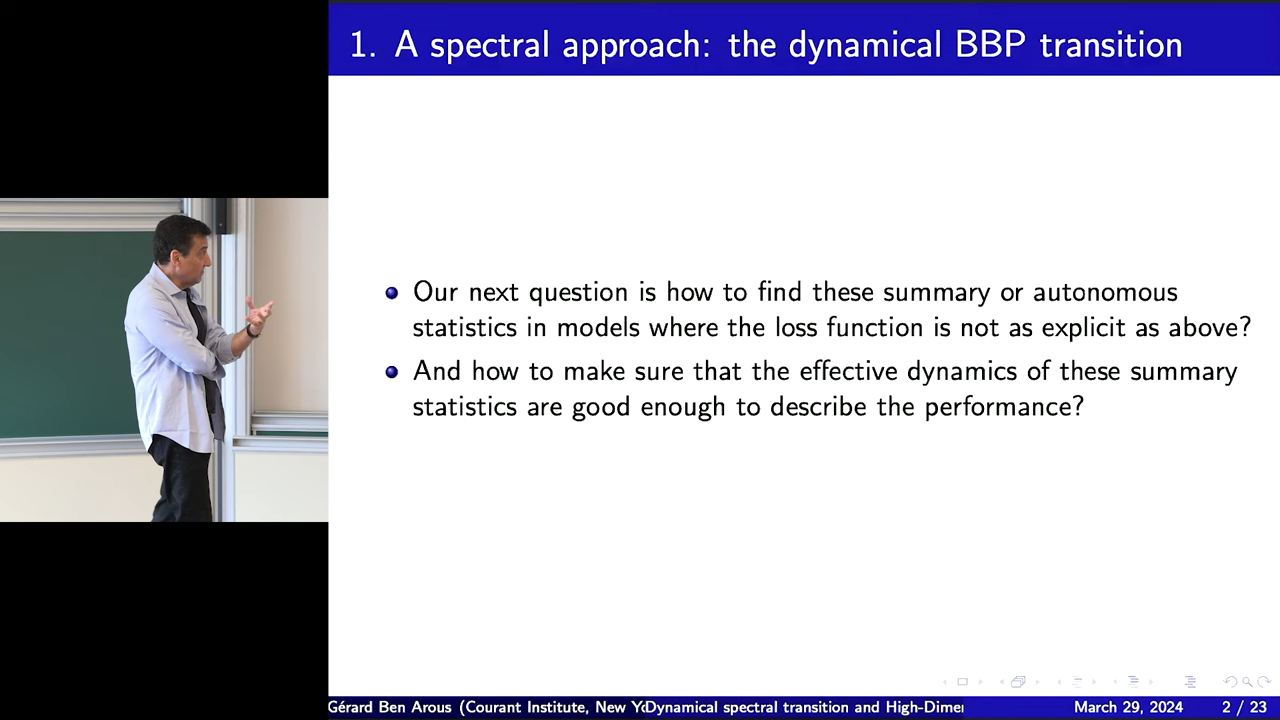 1. A spectral approach: the dynamical BBP transition
Our next question is how to find these summary or autonomous
statistics in models where the loss function is not as explicit as above?
And how to make sure that the effective dynamics of these summary
statistics are good enough to describe the performance?
Gérard Ben Arous (Courant Institute, New Yo
Dynamical spectral transition and High-Dimen
March 29, 2024
2 / 23